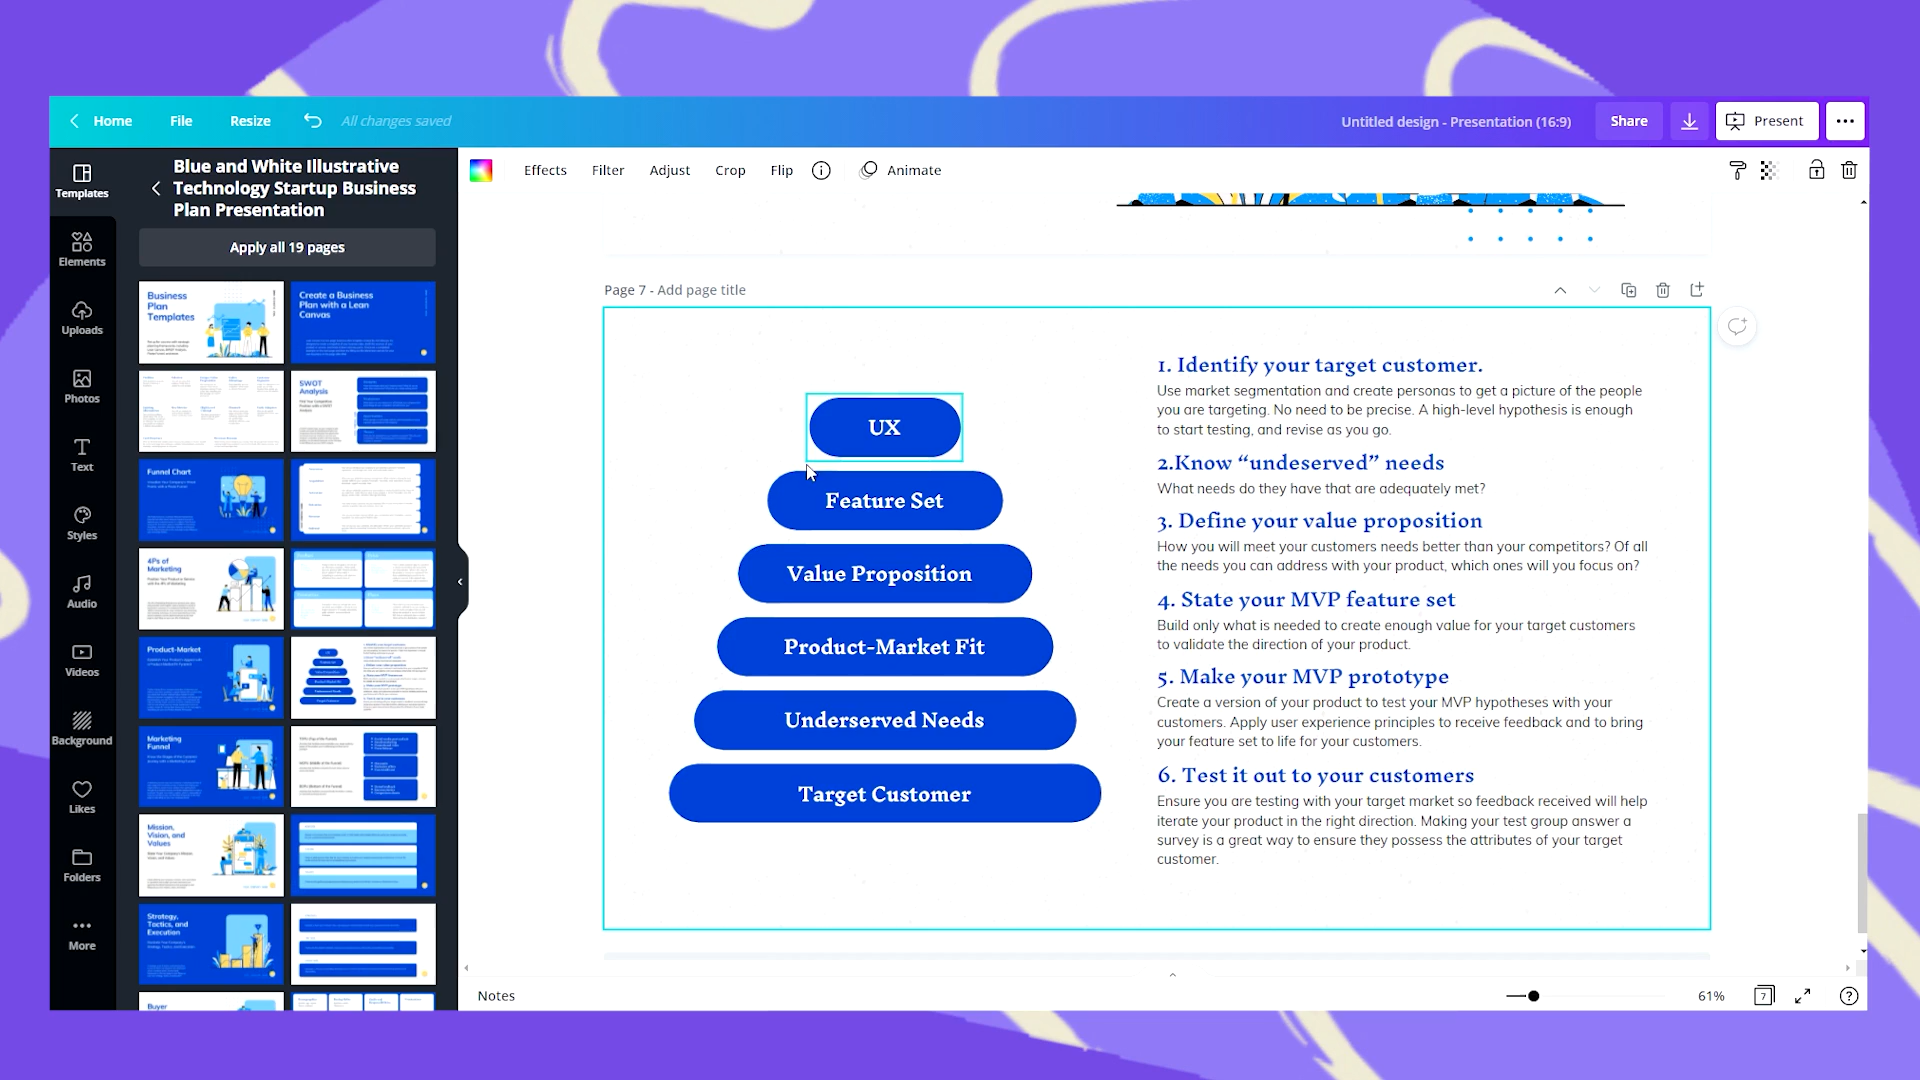 Home
File
Resize
All changes saved
Untitled design - Presentation (16:9)
Share
Present
Templates
Elements
Uploads
Photos
Text
Styles
Audio
Videos
Background
Likes
Folders
More
Blue and White Illustrative
Technology Startup Business
Plan Presentation
Apply all 19 pages
Business
Plan
Templates
Create a Business
Plan with a Lean
Canvas
SWOT
Analysis
Funnel Chart
4Ps of
Marketing
Product-Market
Marketing
Funnel
Mission,
Vision, and
Values
Strategy,
Tactics, and
Execution
Buyer
Effects
Filter
Adjust
Crop
Flip
Animate
Page 7 - Add page title
UX
Feature Set
Value Proposition
Product-Market Fit
Underserved Needs
Target Customer
1. Identify your target customer.
Use market segmentation and create personas to get a picture of the people
you are targeting. No need to be precise. A high-level hypothesis is enough
to start testing, and revise as you go.
2.Know “undeserved” needs
What needs do they have that are adequately met?
3. Define your value proposition
How you will meet your customers needs better than your competitors? Of all
the needs you can address with your product, which ones will you focus on?
4. State your MVP feature set
Build only what is needed to create enough value for your target customers
to validate the direction of your product.
5. Make your MVP prototype
Create a version of your product to test your MVP hypotheses with your
customers. Apply user experience principles to receive feedback and to bring
your feature set to life for your customers.
6. Test it out to your customers
Ensure you are testing with your target market so feedback received will help
iterate your product in the right direction. Making your test group answer a
survey is a great way to ensure they possess the attributes of your target
customer.
Notes
61%
7